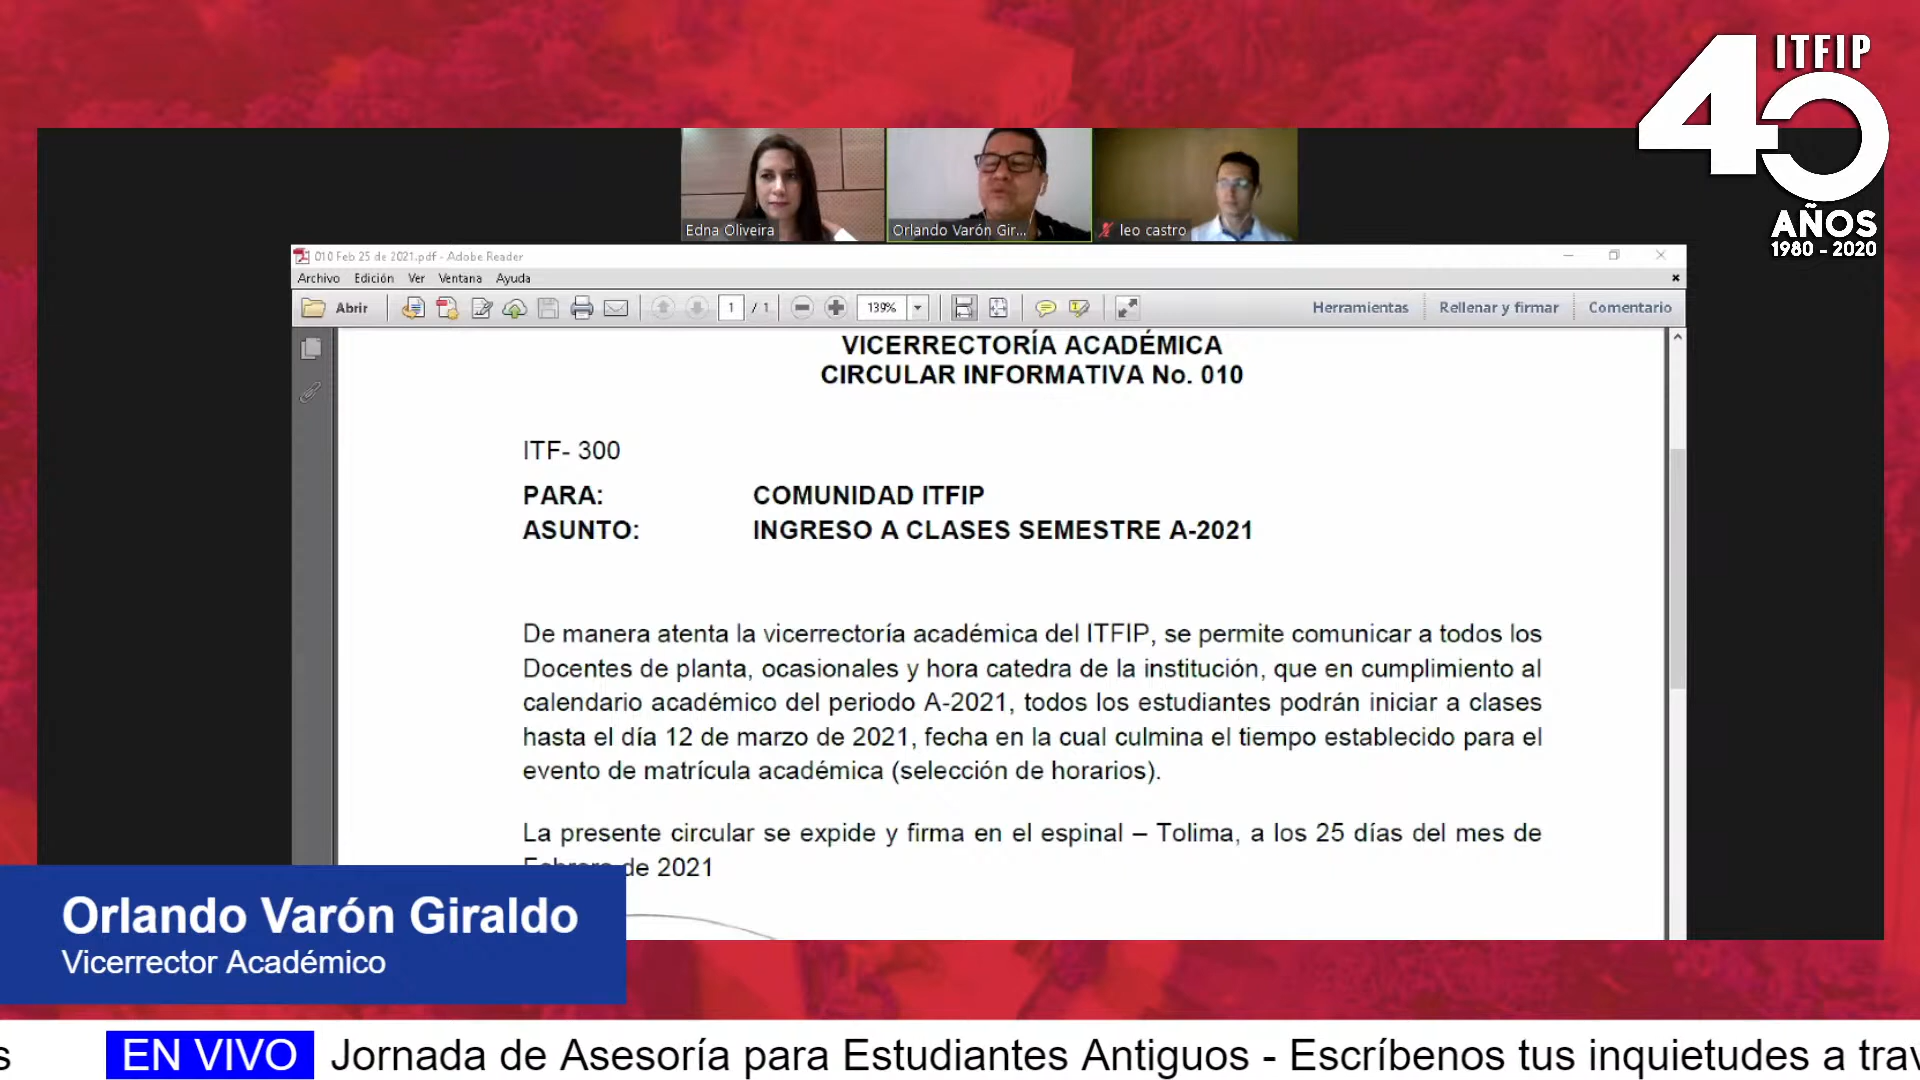 ITFIP
40
AÑOS
1980 - 2020
Edna Oliveira
Orlando Varón Gir...
leo castro
010 Feb 25 de 2021.pdf - Adobe Reader
Archivo Edición Ver Ventana Ayuda
Abrir 1 / 1 139% Herramientas Rellenar y firmar Comentario
VICERRECTORÍA ACADÉMICA
CIRCULAR INFORMATIVA No. 010
ITF- 300
PARA: COMUNIDAD ITFIP
ASUNTO: INGRESO A CLASES SEMESTRE A-2021
De manera atenta la vicerrectoría académica del ITFIP, se permite comunicar a todos los
Docentes de planta, ocasionales y hora catedra de la institución, que en cumplimiento al
calendario académico del periodo A-2021, todos los estudiantes podrán iniciar a clases
hasta el día 12 de marzo de 2021, fecha en la cual culmina el tiempo establecido para el
evento de matrícula académica (selección de horarios).
La presente circular se expide y firma en el espinal – Tolima, a los 25 días del mes de
Febrero de 2021
Orlando Varón Giraldo
Vicerrector Académico
s EN VIVO Jornada de Asesoría para Estudiantes Antiguos - Escríbenos tus inquietudes a trav